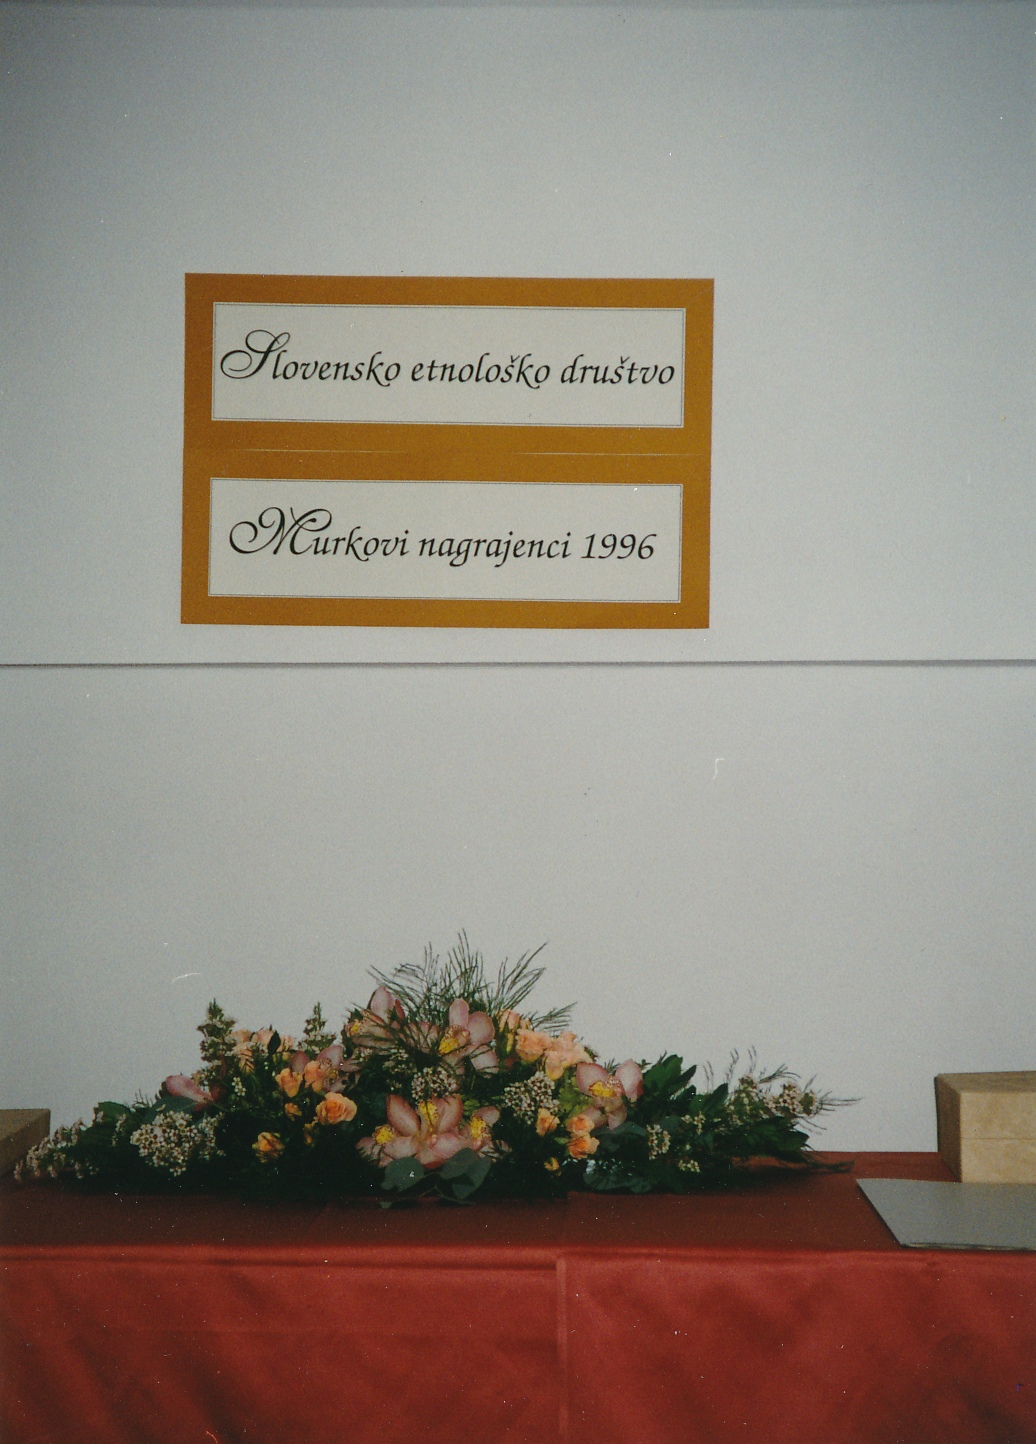 Slovensko etnološko društvo
Murkovi nagrajenci 1996